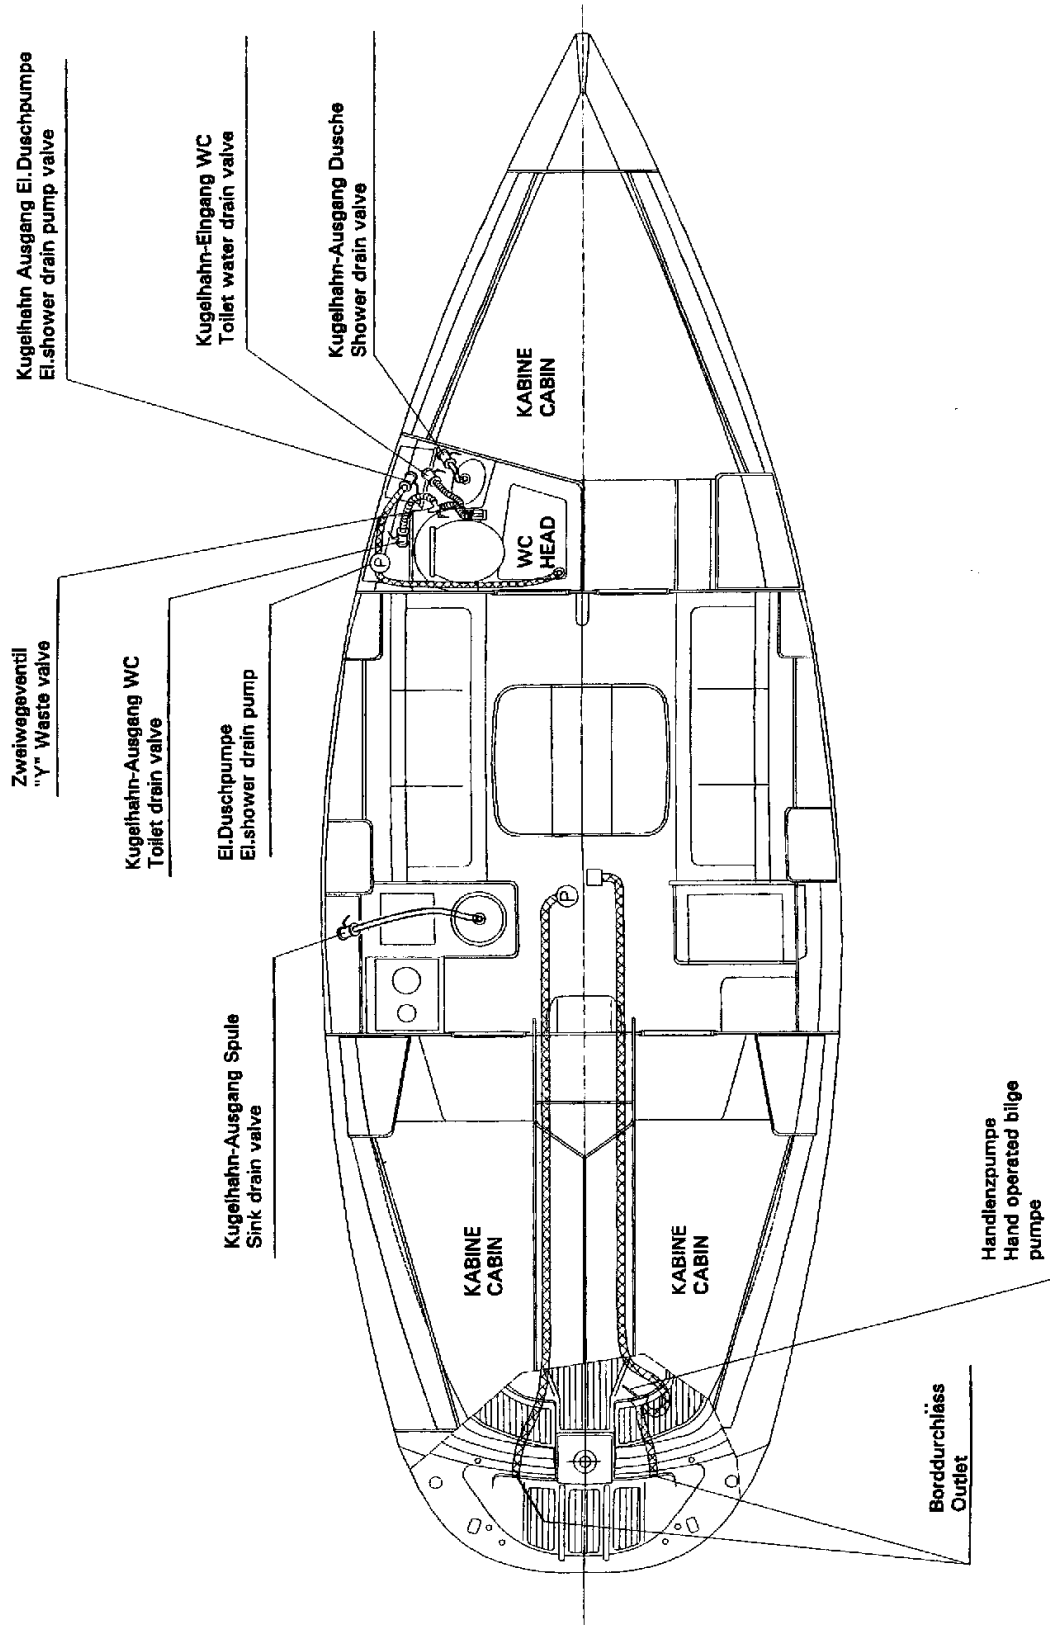 Kugelhahn Ausgang El.Duschpumpe
El.shower drain pump valve
Kugelhahn-Eingang WC
Toilet water drain valve
Kugelhahn-Ausgang Dusche
Shower drain valve
Zweiwegeventil
"Y" Waste valve
Kugelhahn-Ausgang WC
Toilet drain valve
El.Duschpumpe
El.shower drain pump
Kugelhahn-Ausgang Spule
Sink drain valve
KABINE
CABIN
WC
HEAD
P
P
KABINE
CABIN
KABINE
CABIN
Handlenzpumpe
Hand operated bilge
pumpe
Borddurchläss
Outlet